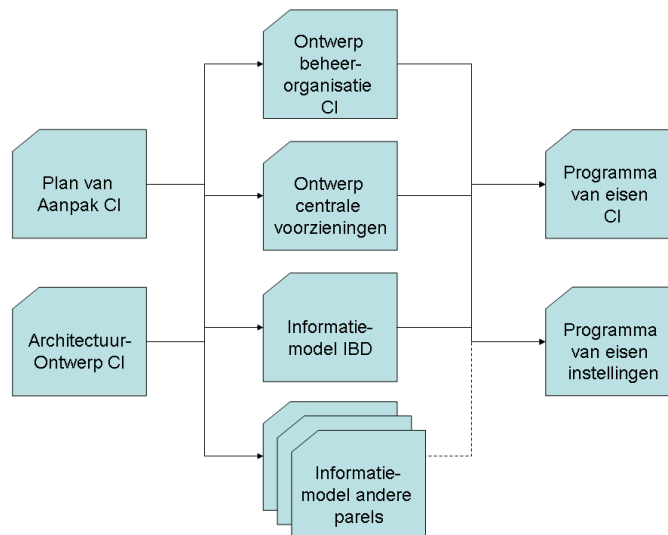 Plan van
Aanpak CI
Architectuur-
Ontwerp CI
Ontwerp
beheer-
organisatie
CI
Ontwerp
centrale
voorzieningen
Informatie-
model IBD
Informatie-
model andere
parels
Programma
van eisen
CI
Programma
van eisen
instellingen